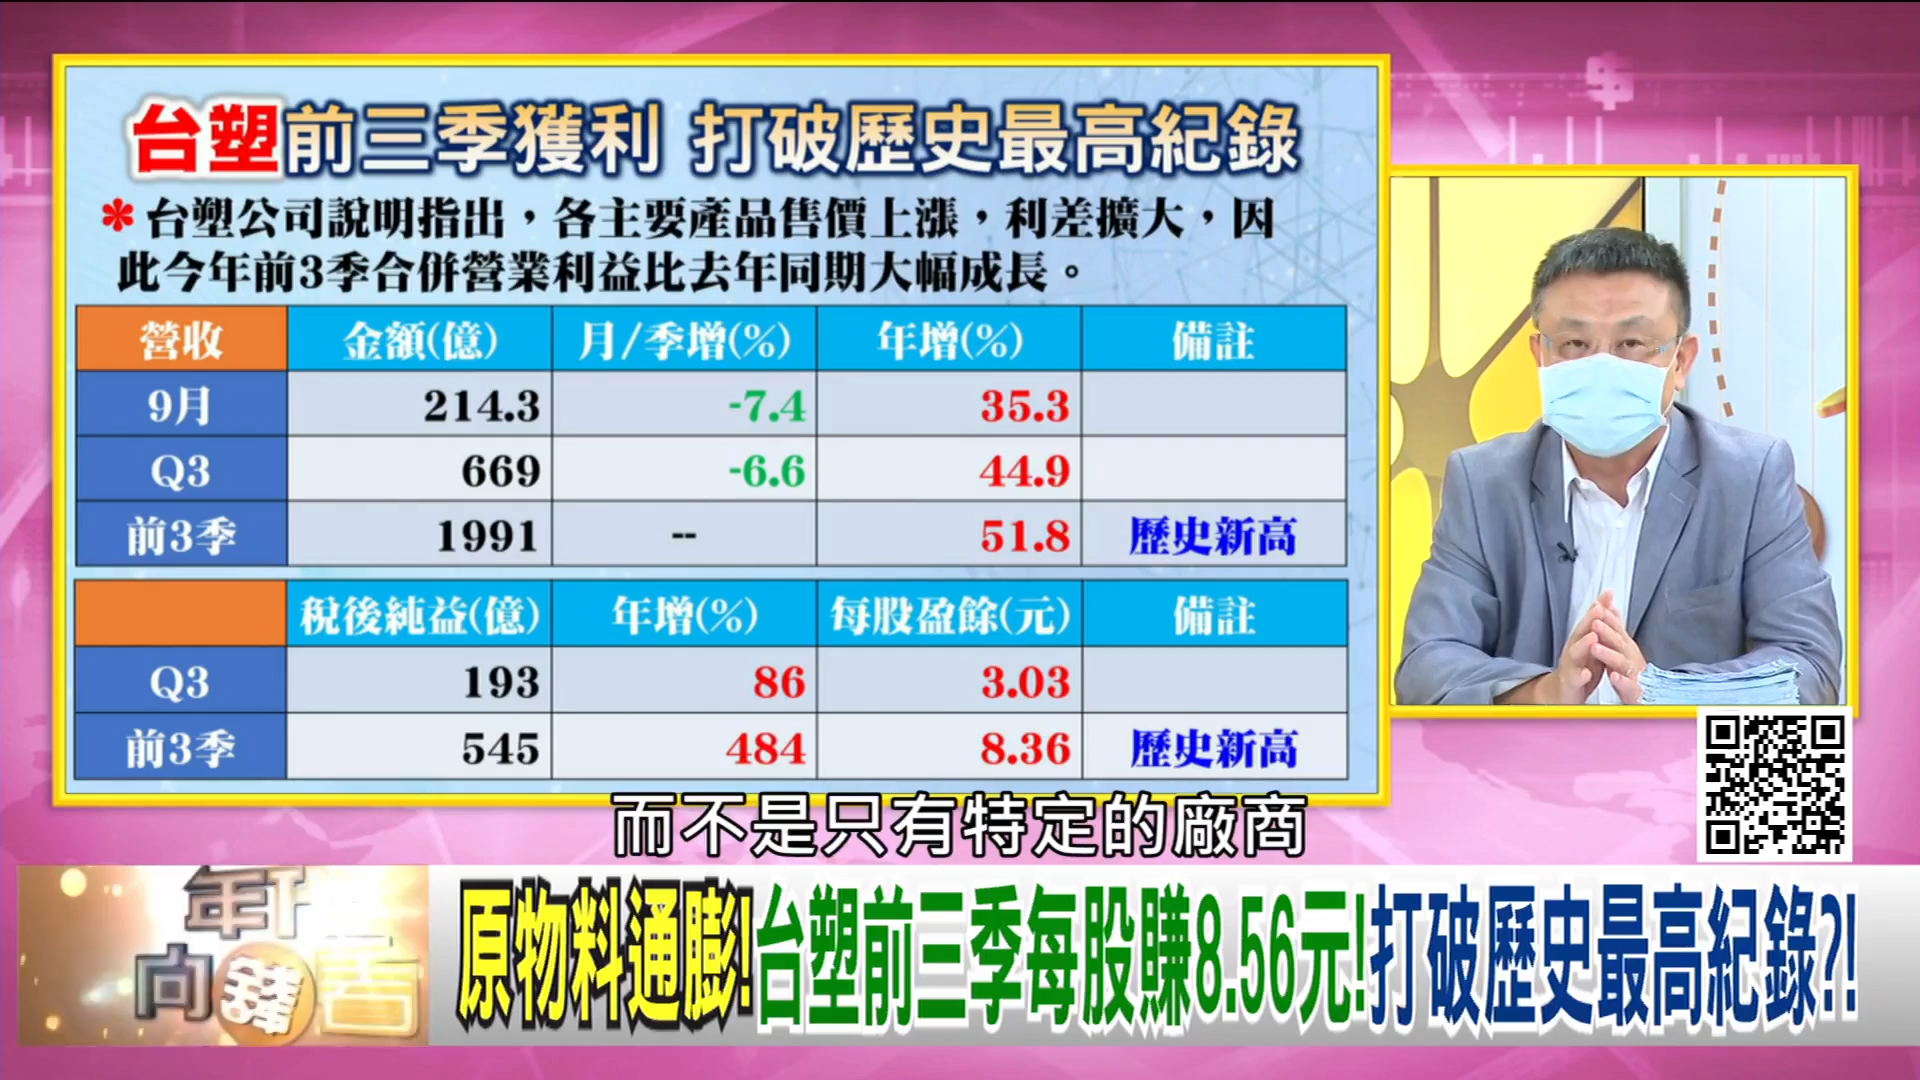 台塑前三季獲利 打破歷史最高紀錄
✽台塑公司說明指出，各主要產品售價上漲，利差擴大，因
此今年前3季合併營業利益比去年同期大幅成長。
營收 金額(億) 月/季增(%) 年增(%) 備註
9月 214.3 -7.4 35.3
Q3 669 -6.6 44.9
前3季 1991 -- 51.8 歷史新高
稅後純益(億) 年增(%) 每股盈餘(元) 備註
Q3 193 86 3.03
前3季 545 484 8.36 歷史新高
而不是只有特定的廠商
向錢看
原物料通膨!台塑前三季每股賺8.56元!打破歷史最高紀錄?!